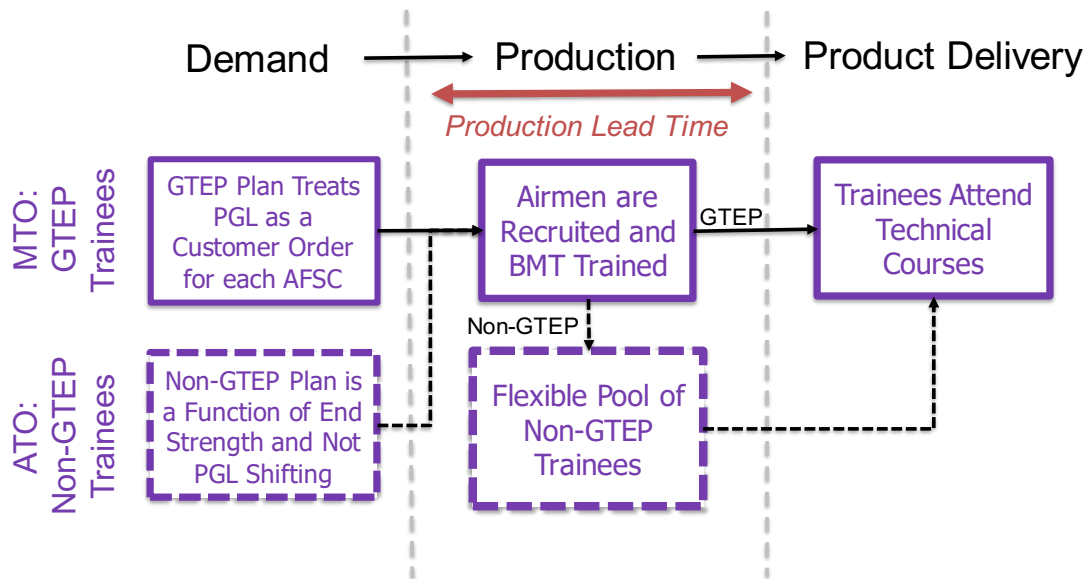 Demand
Production
Product Delivery
Production Lead Time
MTO:
GTEP
Trainees
GTEP Plan Treats
PGL as a
Customer Order
for each AFSC
Airmen are
Recruited and
BMT Trained
GTEP
Trainees Attend
Technical
Courses
Non-GTEP
ATO:
Non-GTEP
Trainees
Non-GTEP Plan is
a Function of End
Strength and Not
PGL Shifting
Flexible Pool of
Non-GTEP
Trainees